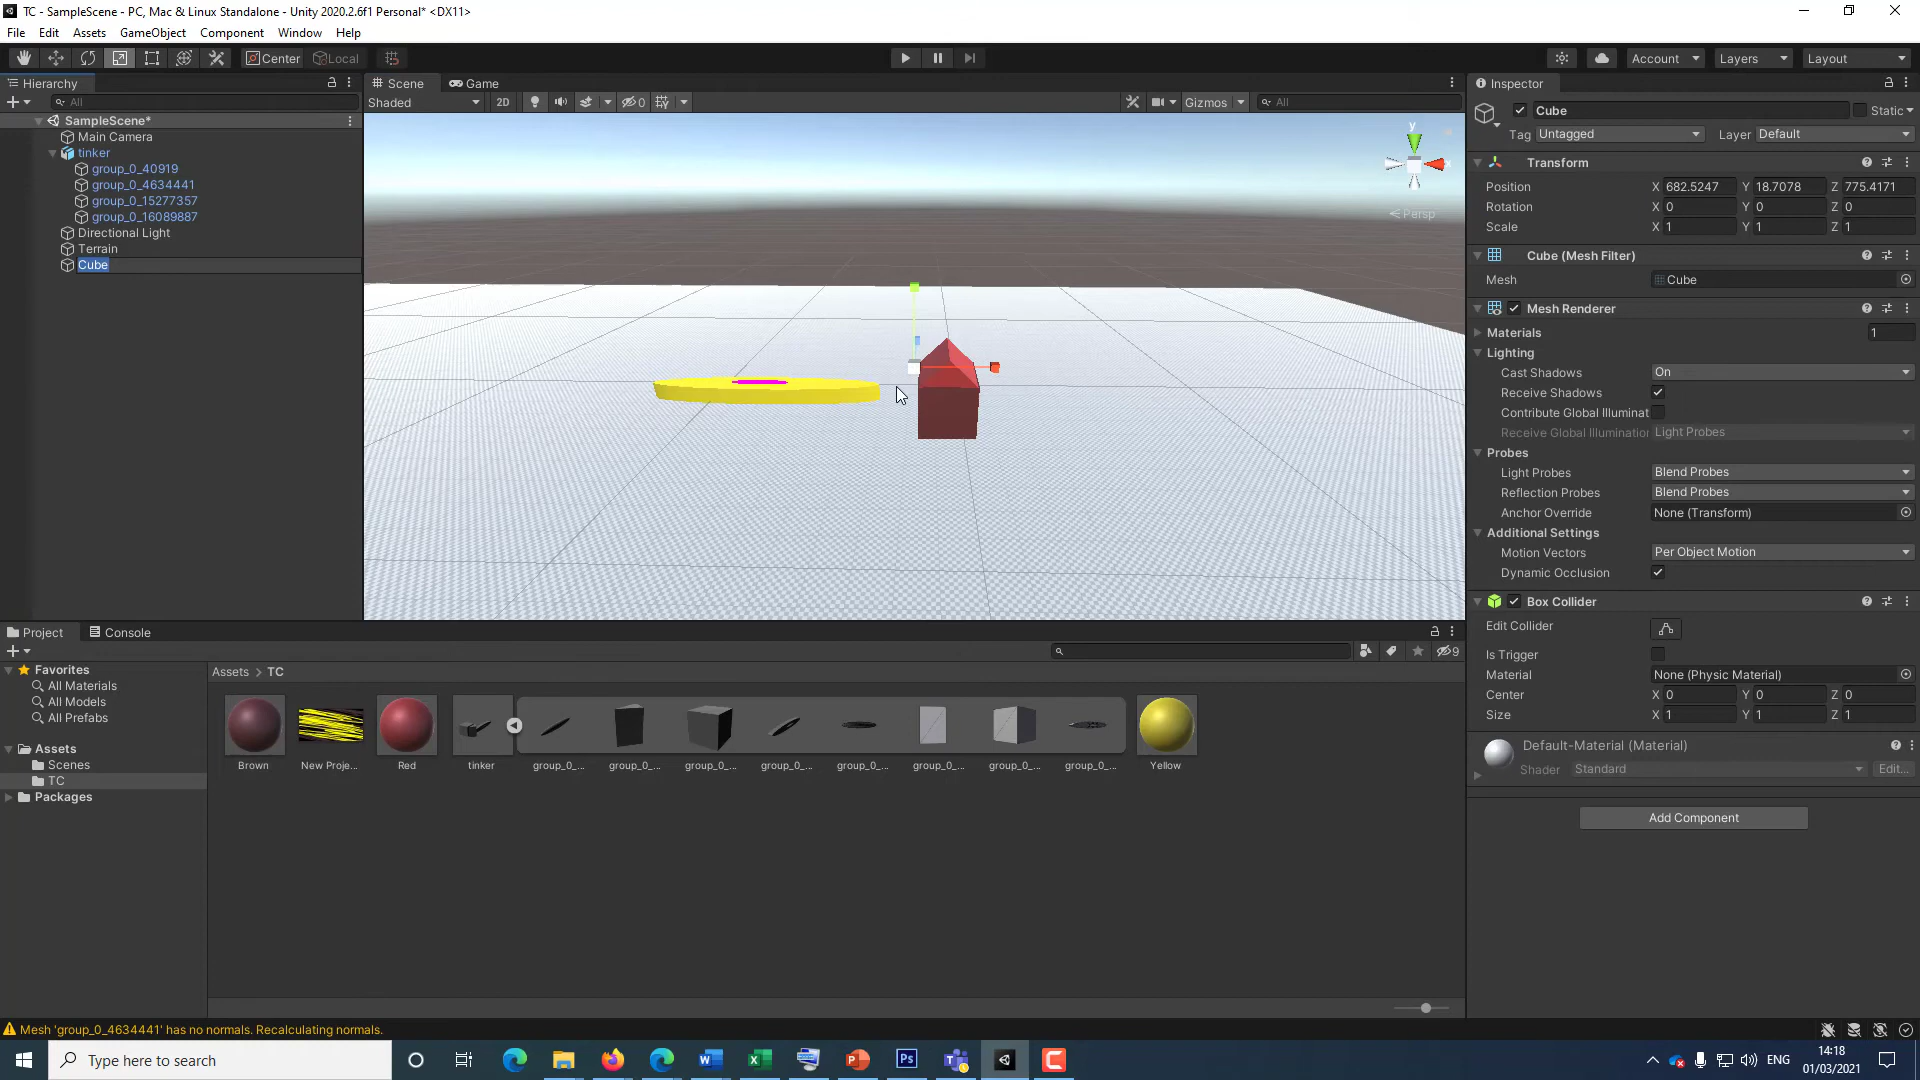 TC - SampleScene - PC, Mac & Linux Standalone - Unity 2020.2.6f1 Personal* <DX11>
File Edit Assets GameObject Component Window Help
Center Local Account Layers Layout
Hierarchy Scene Game Inspector
All Shaded 2D 0 Gizmos All Cube Static
SampleScene*
Main Camera
tinker
group_0_40919
group_0_4634441
group_0_15277357
group_0_16089887
Directional Light
Terrain
Cube
y
Persp
Tag Untagged Layer Default
Transform
Position X 682.5247 Y 18.7078 Z 775.4171
Rotation X 0 Y 0 Z 0
Scale X 1 Y 1 Z 1
Cube (Mesh Filter)
Mesh Cube
Mesh Renderer
Materials 1
Lighting
Cast Shadows On
Receive Shadows
Contribute Global Illuminat
Receive Global Illumination Light Probes
Probes
Light Probes Blend Probes
Reflection Probes Blend Probes
Anchor Override None (Transform)
Additional Settings
Motion Vectors Per Object Motion
Dynamic Occlusion
Box Collider
Edit Collider
Is Trigger
Material None (Physic Material)
Center X 0 Y 0 Z 0
Size X 1 Y 1 Z 1
Default-Material (Material)
Shader Standard Edit...
Add Component
Project Console
9
Favorites
All Materials
All Models
All Prefabs
Assets
Scenes
TC
Packages
Assets > TC
Brown New Proje... Red tinker group_0_... group_0_... group_0_... group_0_... group_0_... group_0_... group_0_... group_0_... Yellow
Mesh 'group_0_4634441' has no normals. Recalculating normals.
Type here to search
ENG
14:18
01/03/2021